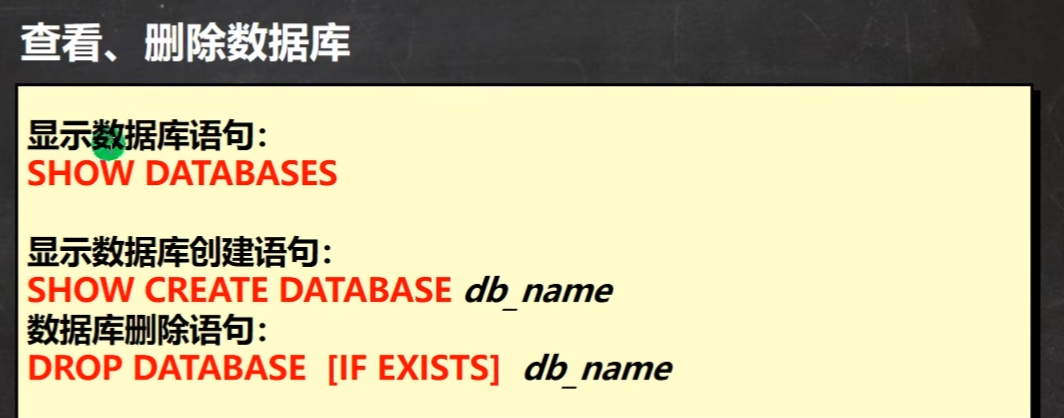 查看、删除数据库
显示数据库语句：
SHOW DATABASES
显示数据库创建语句：
SHOW CREATE DATABASE db_name
数据库删除语句：
DROP DATABASE [IF EXISTS] db_name